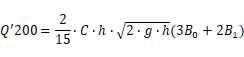 Q'200 = 2/15 · C · h · √(2 · g · h) (3B₀ + 2B₁)